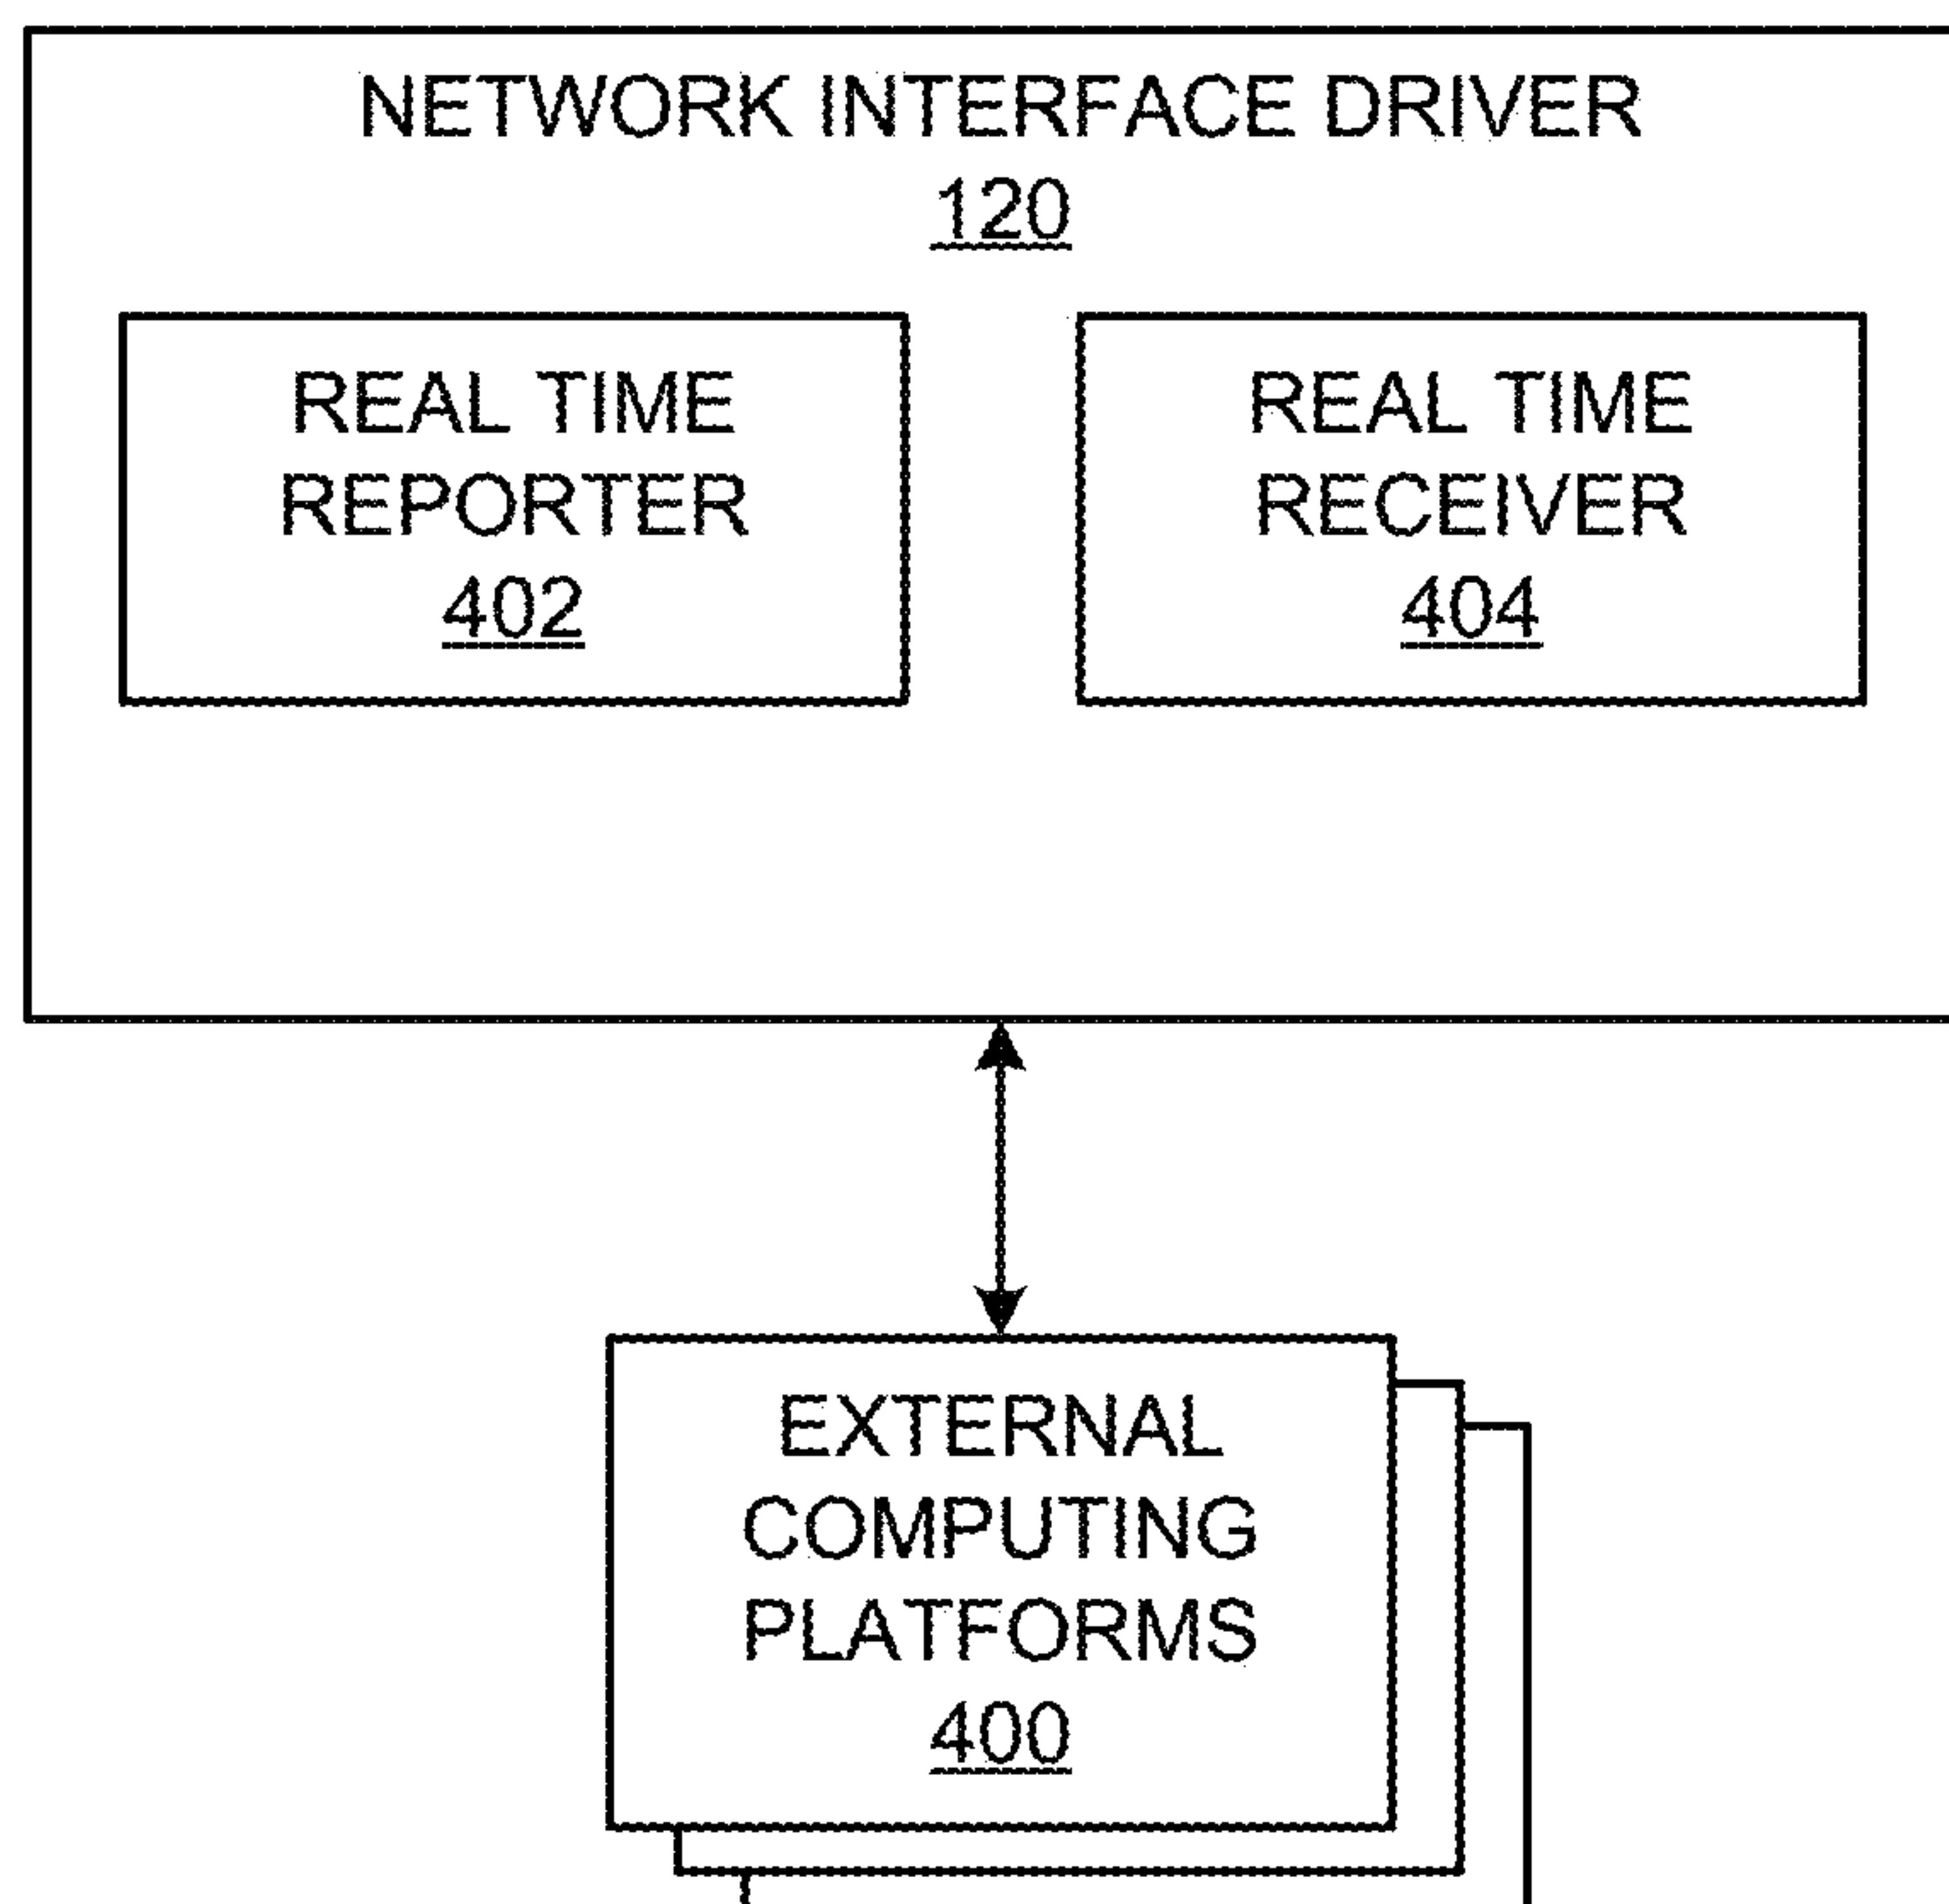 NETWORK INTERFACE DRIVER
120
REAL TIME
REPORTER
402
REAL TIME
RECEIVER
404
EXTERNAL
COMPUTING
PLATFORMS
400